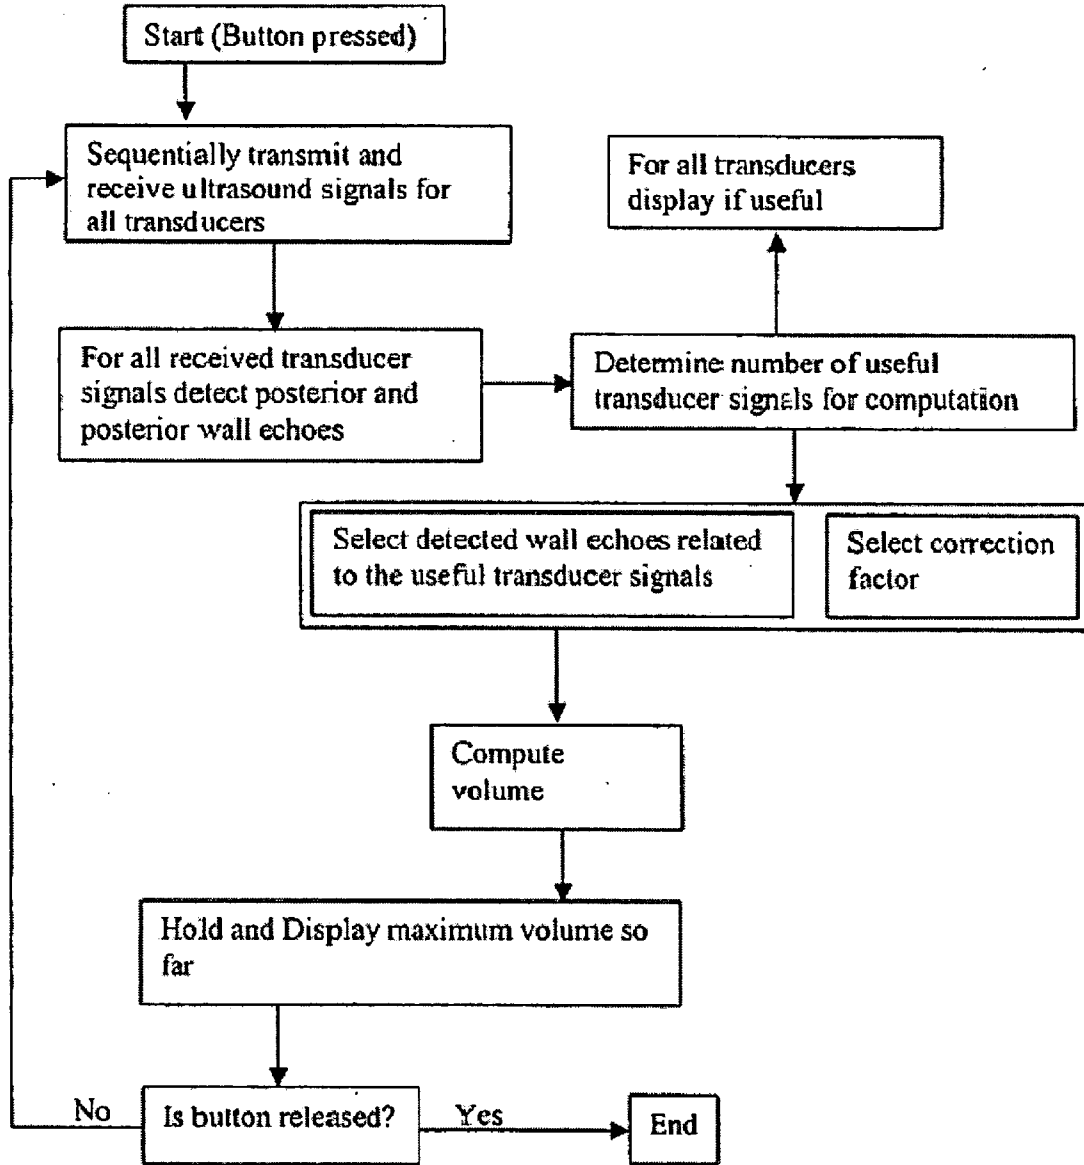 Start (Button pressed)
Sequentially transmit and
receive ultrasound signals for
all transducers
For all transducers
display if useful
For all received transducer
signals detect posterior and
posterior wall echoes
Determine number of useful
transducer signals for computation
Select detected wall echoes related
to the useful transducer signals
Select correction
factor
Compute
volume
Hold and Display maximum volume so
far
No
Is button released?
Yes
End